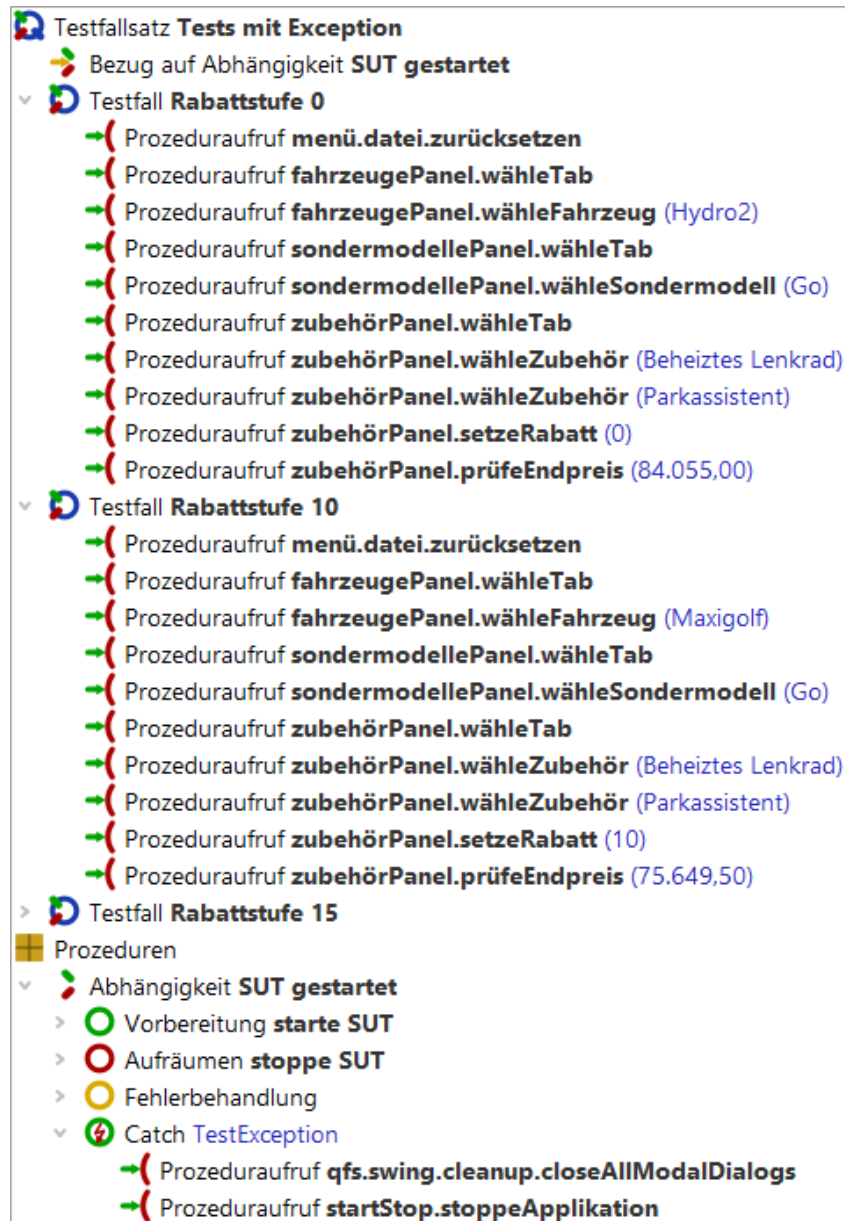 Testfallsatz Tests mit Exception
Bezug auf Abhängigkeit SUT gestartet
Testfall Rabattstufe 0
Prozeduraufruf menü.datei.zurücksetzen
Prozeduraufruf fahrzeugePanel.wähleTab
Prozeduraufruf fahrzeugePanel.wähleFahrzeug (Hydro2)
Prozeduraufruf sondermodellePanel.wähleTab
Prozeduraufruf sondermodellePanel.wähleSondermodell (Go)
Prozeduraufruf zubehörPanel.wähleTab
Prozeduraufruf zubehörPanel.wähleZubehör (Beheiztes Lenkrad)
Prozeduraufruf zubehörPanel.wähleZubehör (Parkassistent)
Prozeduraufruf zubehörPanel.setzeRabatt (0)
Prozeduraufruf zubehörPanel.prüfeEndpreis (84.055,00)
Testfall Rabattstufe 10
Prozeduraufruf menü.datei.zurücksetzen
Prozeduraufruf fahrzeugePanel.wähleTab
Prozeduraufruf fahrzeugePanel.wähleFahrzeug (Maxigolf)
Prozeduraufruf sondermodellePanel.wähleTab
Prozeduraufruf sondermodellePanel.wähleSondermodell (Go)
Prozeduraufruf zubehörPanel.wähleTab
Prozeduraufruf zubehörPanel.wähleZubehör (Beheiztes Lenkrad)
Prozeduraufruf zubehörPanel.wähleZubehör (Parkassistent)
Prozeduraufruf zubehörPanel.setzeRabatt (10)
Prozeduraufruf zubehörPanel.prüfeEndpreis (75.649,50)
Testfall Rabattstufe 15
Prozeduren
Abhängigkeit SUT gestartet
Vorbereitung starte SUT
Aufräumen stoppe SUT
Fehlerbehandlung
Catch TestException
Prozeduraufruf qfs.swing.cleanup.closeAllModalDialogs
Prozeduraufruf startStop.stoppeApplikation